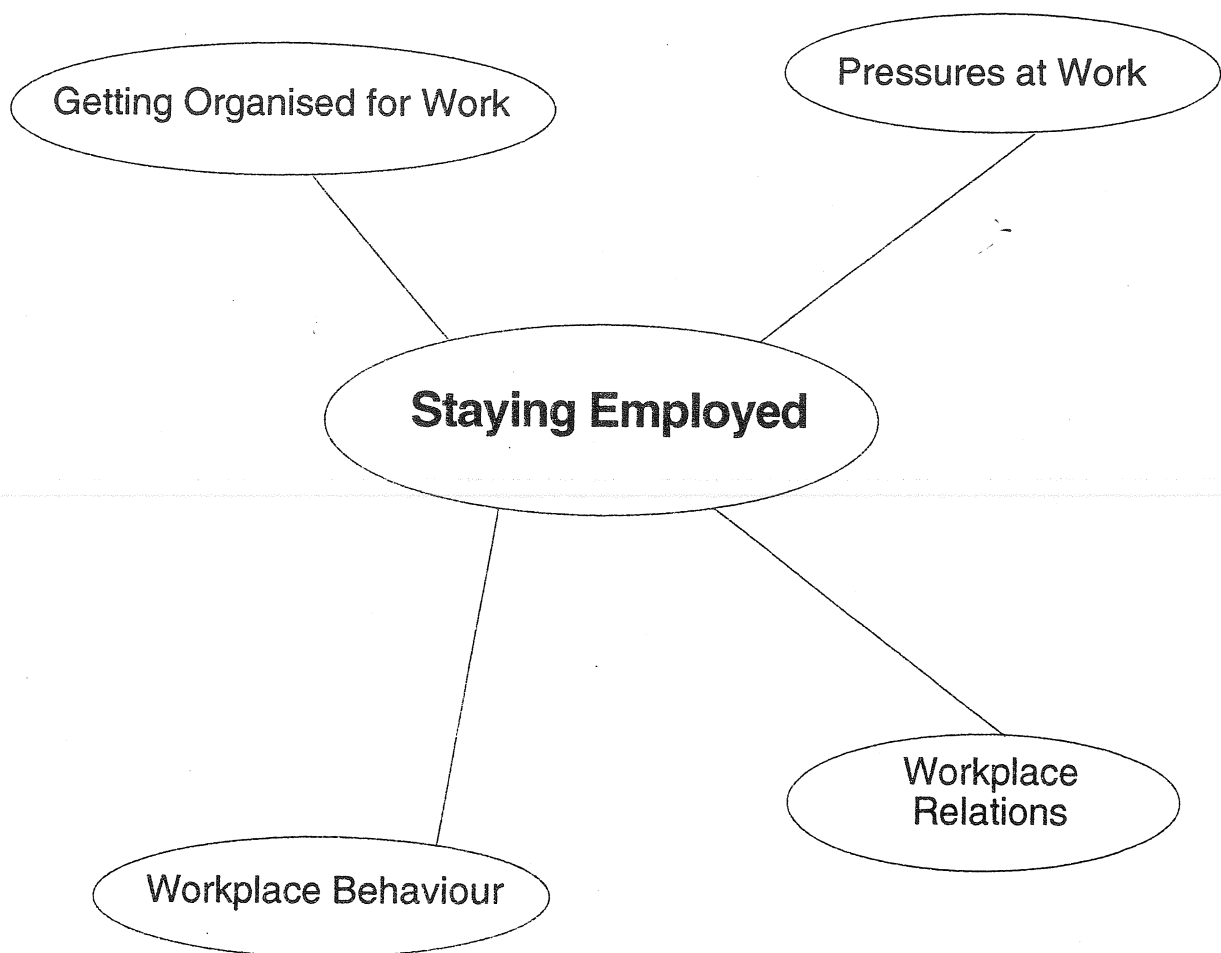 Getting Organised for Work
Pressures at Work
Staying Employed
Workplace
Relations
Workplace Behaviour